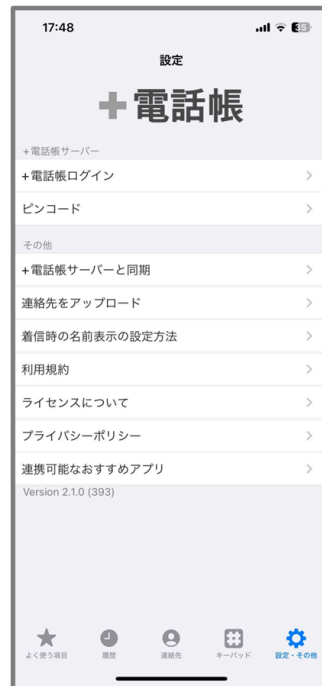 17:48
35
設定
+電話帳
+電話帳サーバー
+電話帳ログイン
ピンコード
その他
+電話帳サーバーと同期
連絡先をアップロード
着信時の名前表示の設定方法
利用規約
ライセンスについて
プライバシーポリシー
連携可能なおすすめアプリ
Version 2.1.0 (393)
よく使う項目 履歴 連絡先 キーパッド 設定・その他